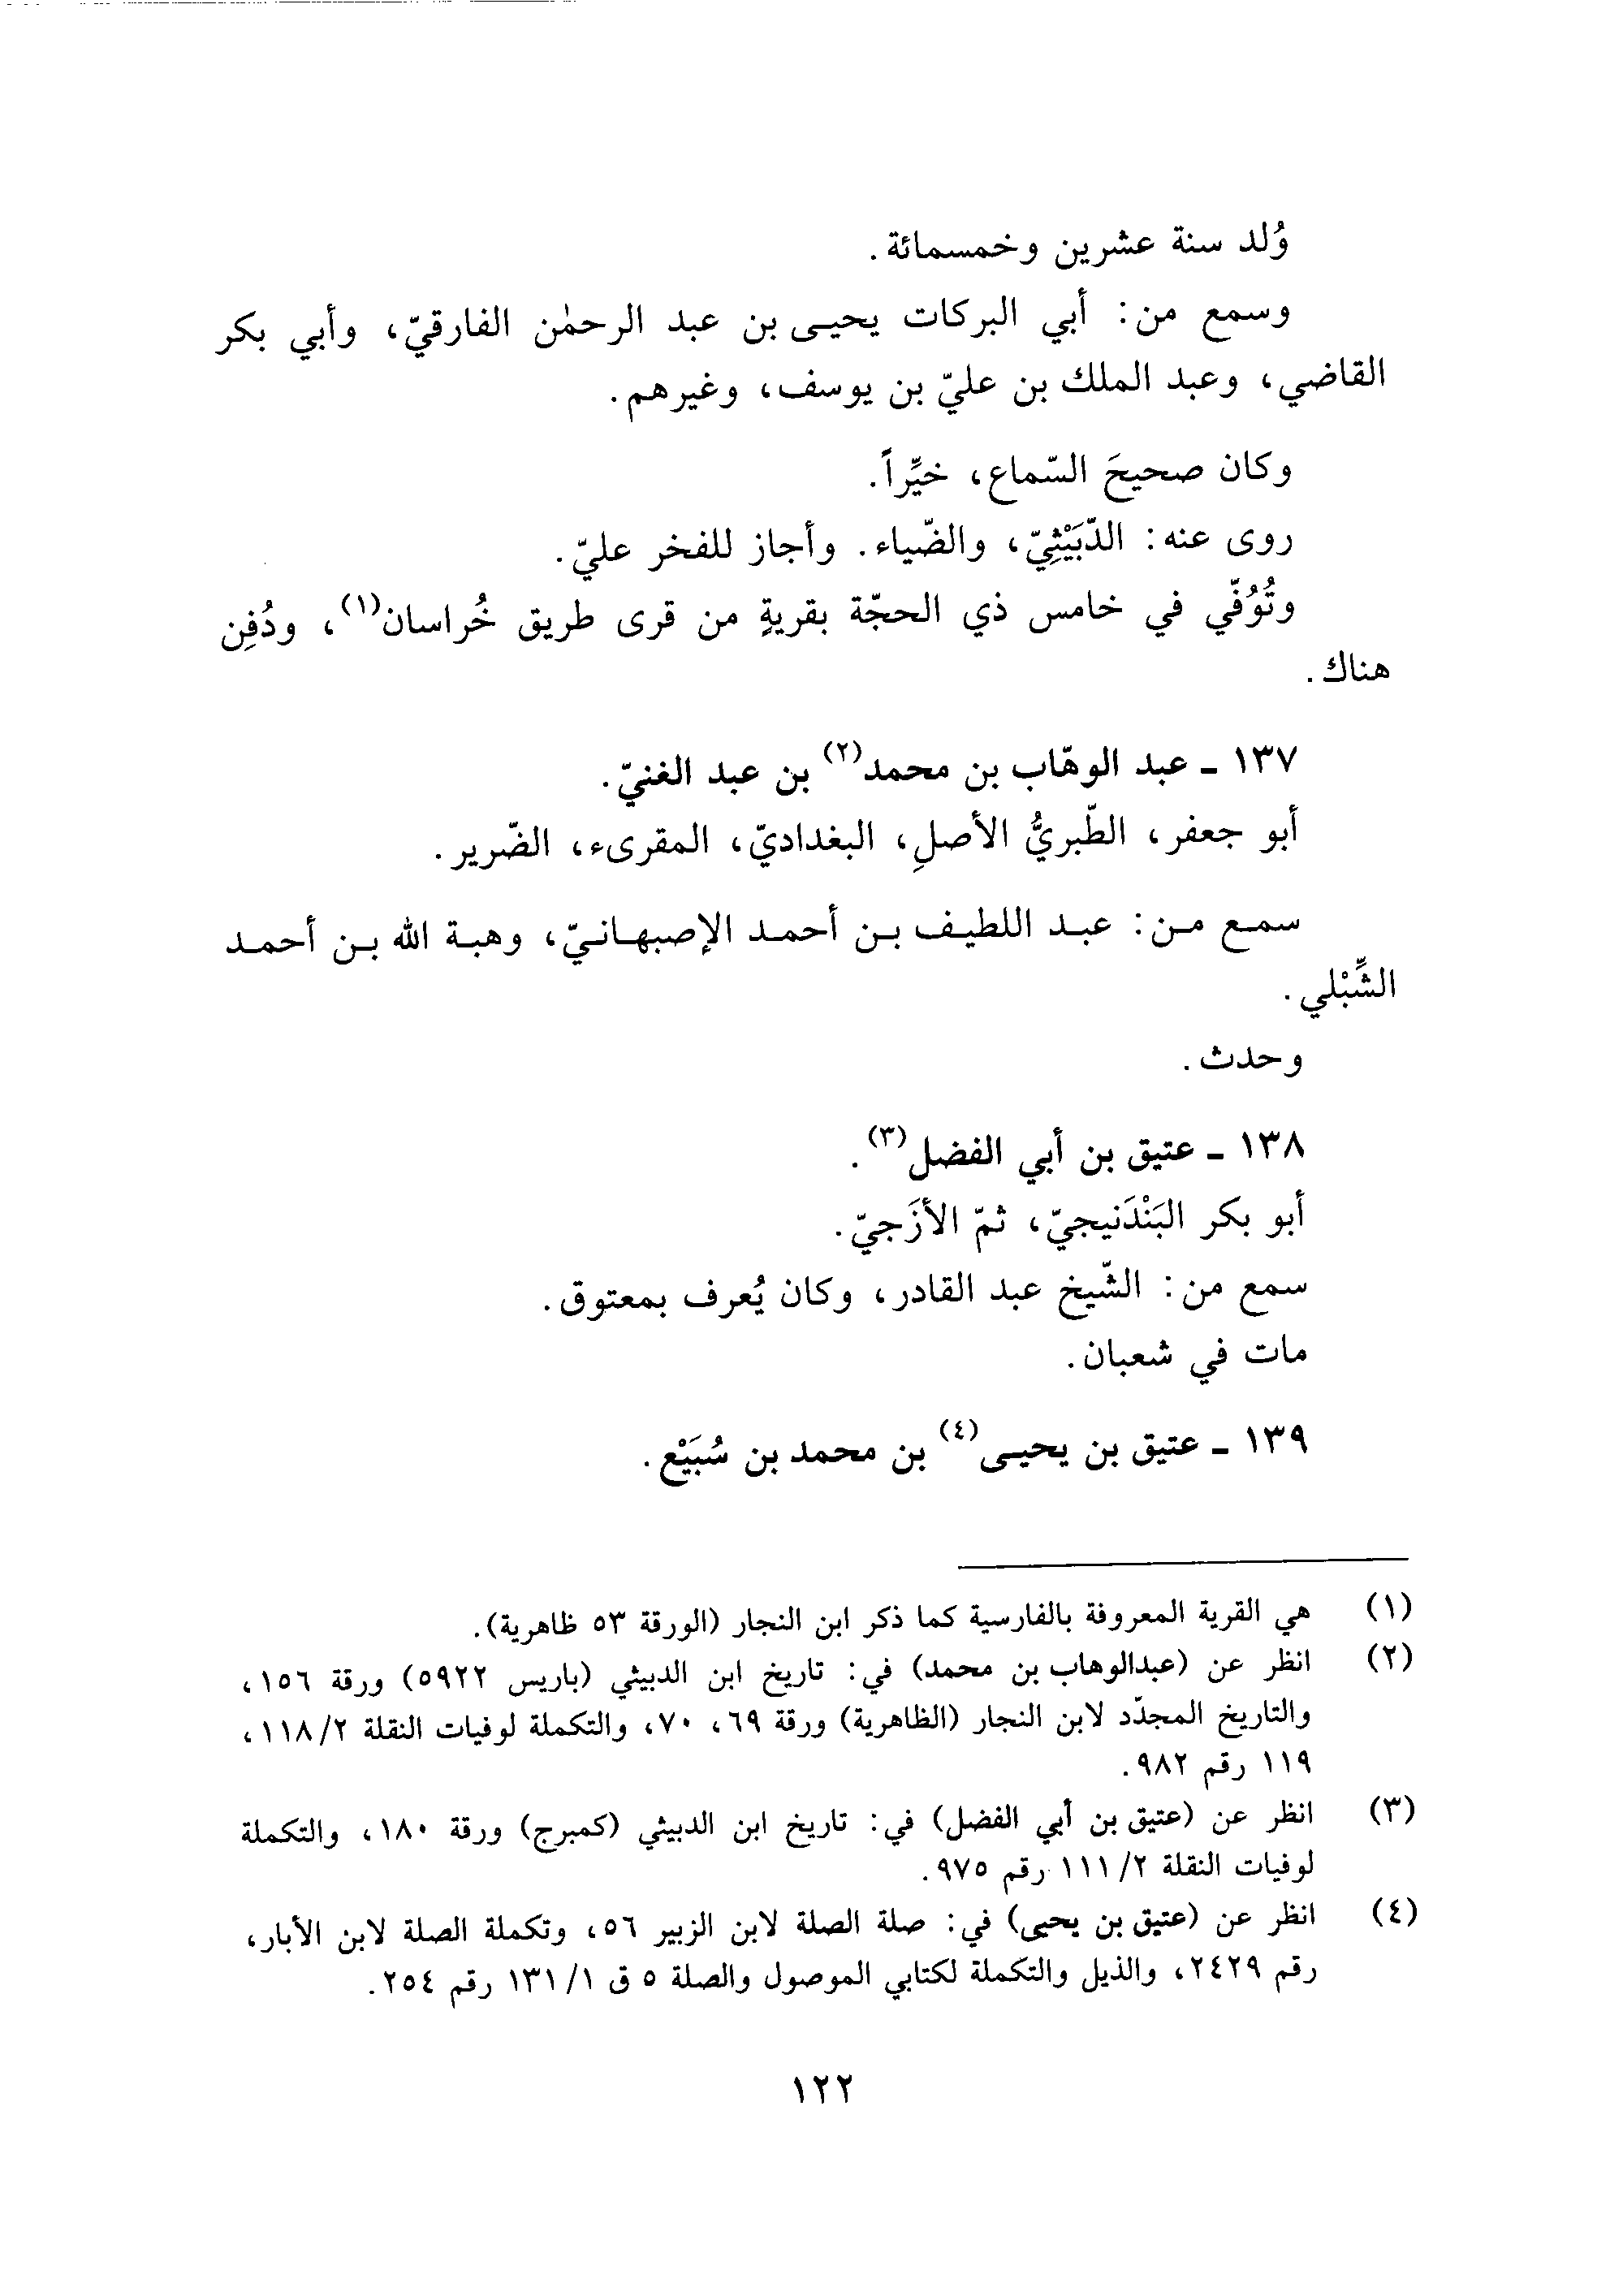 وُلد سنة عشرين وخمسمائة.
وسمع من: أبي البركات يحيى بن عبد الرحمٰن الفارقيّ، وأبي بكر
القاضي، وعبد الملك بن عليّ بن يوسف، وغيرهم.
وكان صحيحَ السّماع، خيِّراً.
روى عنه: الدّبَيْثِيّ، والضّياء. وأجاز للفخر عليّ.
وتُوُفّي في خامس ذي الحجّة بقريةٍ من قرى طريق خُراسان(١)، ودُفِن
هناك.
١٣٧ ـ عبد الوهّاب بن محمد(٢) بن عبد الغنيّ.
أبو جعفر، الطّبريُّ الأصلِ، البغداديّ، المقرىء، الضّرير.
سمع من: عبد اللطيف بن أحمد الإصبهانيّ، وهبة الله بن أحمد
الشِّبْلي.
وحدث.
١٣٨ ـ عتيق بن أبي الفضل(٣).
أبو بكر البَنْدَنيجيّ، ثمّ الأزَجيّ.
سمع من: الشّيخ عبد القادر، وكان يُعرف بمعتوق.
مات في شعبان.
١٣٩ ـ عتيق بن يحيى(٤) بن محمد بن سُبَيْع.
(١) هي القرية المعروفة بالفارسية كما ذكر ابن النجار (الورقة ٥٣ ظاهرية).
(٢) انظر عن (عبدالوهاب بن محمد) في: تاريخ ابن الدبيثي (باريس ٥٩٢٢) ورقة ١٥٦،
والتاريخ المجدّد لابن النجار (الظاهرية) ورقة ٦٩، ٧٠، والتكملة لوفيات النقلة ١١٨/٢،
١١٩ رقم ٩٨٢.
(٣) انظر عن (عتيق بن أبي الفضل) في: تاريخ ابن الدبيثي (كمبرج) ورقة ١٨٠، والتكملة
لوفيات النقلة ١١١/٢ رقم ٩٧٥.
(٤) انظر عن (عتيق بن يحيى) في: صلة الصلة لابن الزبير ٥٦، وتكملة الصلة لابن الأبار،
رقم ٢٤٢٩، والذيل والتكملة لكتابي الموصول والصلة ٥ ق ١٣١/١ رقم ٢٥٤.
١٢٢